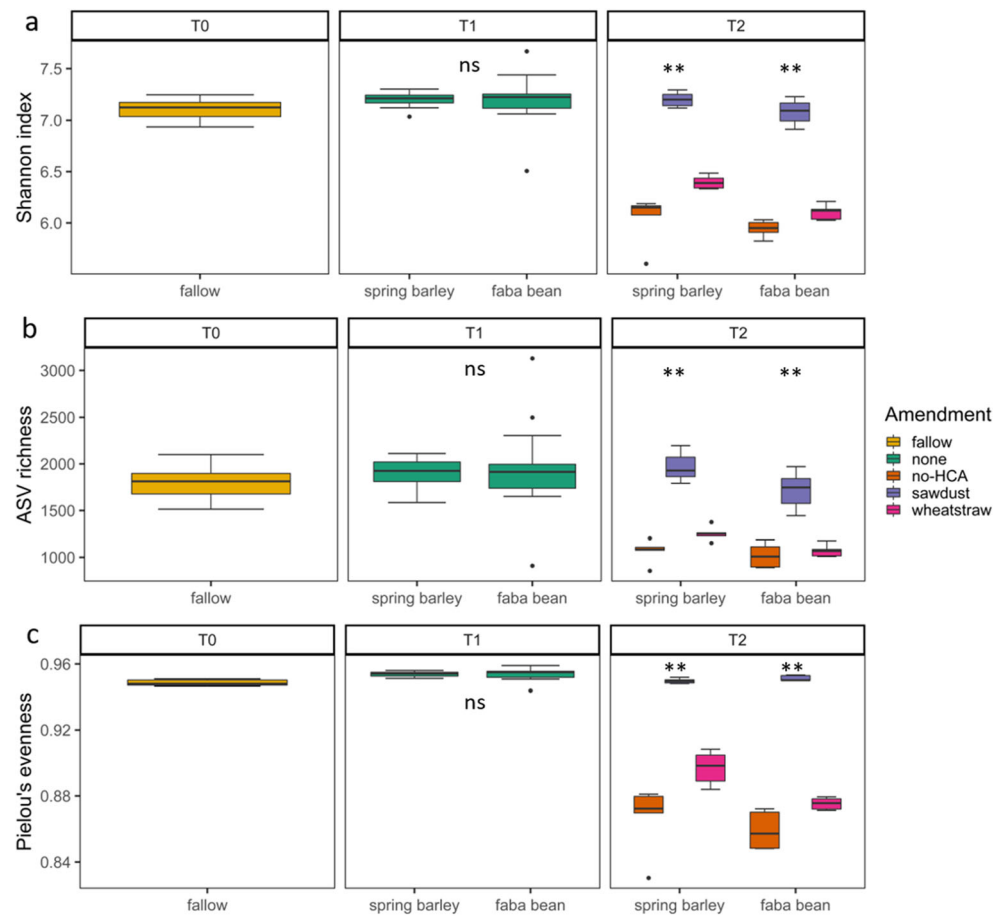 a
T0 T1 T2
ns ** **
Shannon index
7.5
7.0
6.5
6.0
fallow spring barley faba bean spring barley faba bean
b
T0 T1 T2
ns ** **
ASV richness
3000
2500
2000
1500
1000
fallow spring barley faba bean spring barley faba bean
Amendment
fallow
none
no-HCA
sawdust
wheatstraw
c
T0 T1 T2
ns ** **
Pielou's evenness
0.96
0.92
0.88
0.84
fallow spring barley faba bean spring barley faba bean